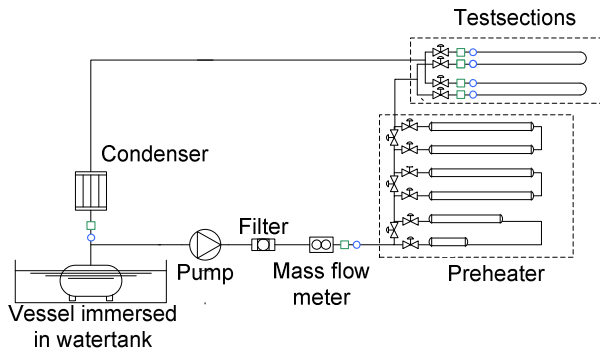 Testsections
Condenser
Filter
Pump
Mass flow
meter
Preheater
Vessel immersed
in watertank